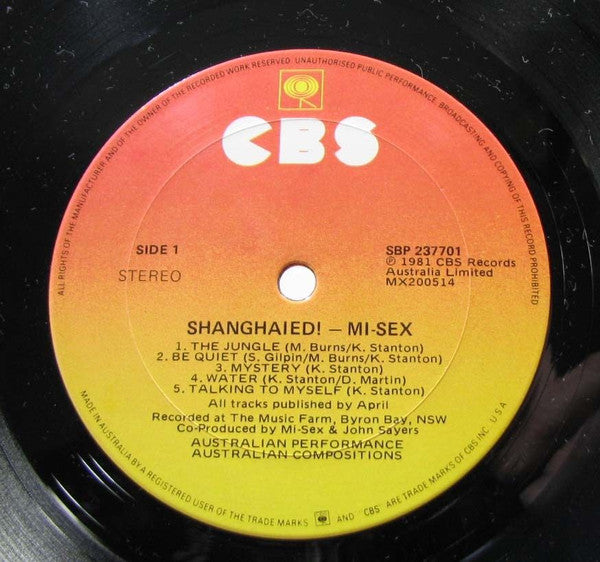 ALL RIGHTS OF THE MANUFACTURER AND OF THE OWNER OF THE RECORDED WORK RESERVED. UNAUTHORISED PUBLIC PERFORMANCE, BROADCASTING AND COPYING OF THIS RECORD PROHIBITED
CBS
SIDE 1
STEREO
SBP 237701
℗ 1981 CBS Records
Australia Limited
MX200514
SHANGHAIED! — MI-SEX
1. THE JUNGLE (M. Burns/K. Stanton)
2. BE QUIET (S. Gilpin/M. Burns/K. Stanton)
3. MYSTERY (K. Stanton)
4. WATER (K. Stanton/D. Martin)
5. TALKING TO MYSELF (K. Stanton)
All tracks published by April
Recorded at The Music Farm, Byron Bay, NSW
Co-Produced by Mi-Sex & John Sayers
AUSTRALIAN PERFORMANCE
AUSTRALIAN COMPOSITIONS
MADE IN AUSTRALIA BY A REGISTERED USER OF THE TRADE MARKS AND "CBS" ARE TRADE MARKS OF CBS INC. U.S.A.